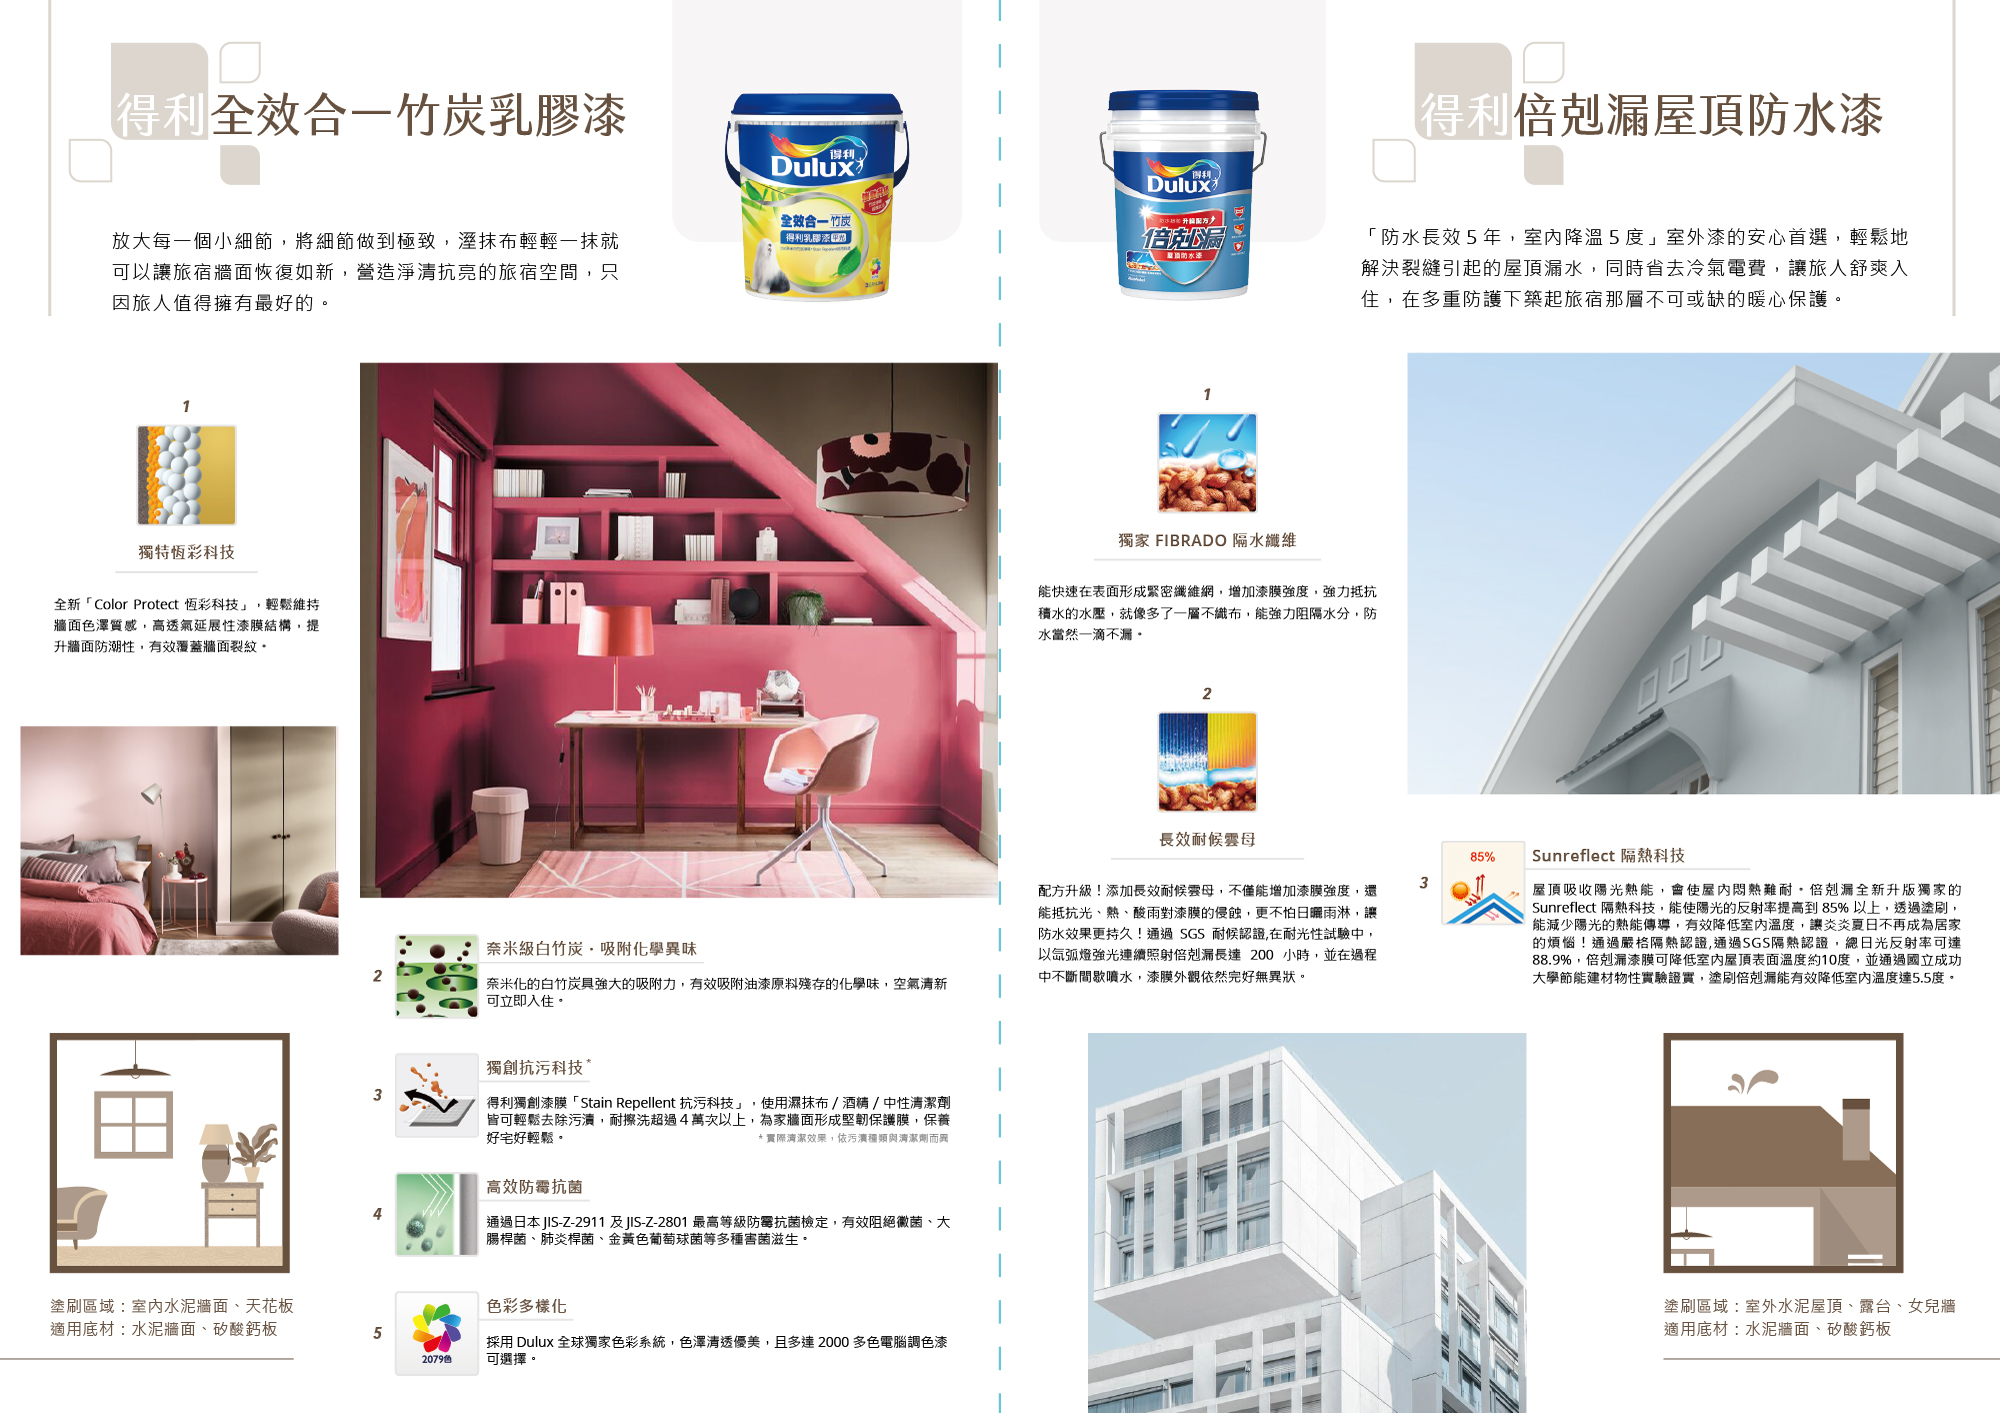 得利全效合一竹炭乳膠漆
放大每一個小細節，將細節做到極致，溼抹布輕輕一抹就
可以讓旅宿牆面恢復如新，營造淨清抗亮的旅宿空間，只
因旅人值得擁有最好的。
得利
Dulux
全效合一 竹炭
得利乳膠漆
1
獨特恆彩科技
全新「Color Protect 恆彩科技」，輕鬆維持
牆面色澤質感，高透氣延展性漆膜結構，提
升牆面防潮性，有效覆蓋牆面裂紋。
2
奈米級白竹炭·吸附化學異味
奈米化的白竹炭具強大的吸附力，有效吸附油漆原料殘存的化學味，空氣清新
可立即入住。
3
獨創抗污科技*
得利獨創漆膜「Stain Repellent 抗污科技」，使用濕抹布 / 酒精 / 中性清潔劑
皆可輕鬆去除污漬，耐擦洗超過 4 萬次以上，為家牆面形成堅韌保護膜，保養
好宅好輕鬆。
* 實際清潔效果，依污漬種類與清潔劑而異
4
高效防霉抗菌
通過日本 JIS-Z-2911 及 JIS-Z-2801 最高等級防霉抗菌檢定，有效阻絕黴菌、大
腸桿菌、肺炎桿菌、金黃色葡萄球菌等多種害菌滋生。
5
2079色
色彩多樣化
採用 Dulux 全球獨家色彩系統，色澤清透優美，且多達 2000 多色電腦調色漆
可選擇。
塗刷區域：室內水泥牆面、天花板
適用底材：水泥牆面、矽酸鈣板
得利倍剋漏屋頂防水漆
「防水長效 5 年，室內降溫 5 度」室外漆的安心首選，輕鬆地
解決裂縫引起的屋頂漏水，同時省去冷氣電費，讓旅人舒爽入
住，在多重防護下築起旅宿那層不可或缺的暖心保護。
得利
Dulux
升級配方
倍剋漏
屋頂防水漆
1
獨家 FIBRADO 隔水纖維
能快速在表面形成緊密纖維網，增加漆膜強度，強力抵抗
積水的水壓，就像多了一層不織布，能強力阻隔水分，防
水當然一滴不漏。
2
長效耐候雲母
配方升級！添加長效耐候雲母，不僅能增加漆膜強度，還
能抵抗光、熱、酸雨對漆膜的侵蝕，更不怕日曬雨淋，讓
防水效果更持久！通過 SGS 耐候認證,在耐光性試驗中，
以氙弧燈強光連續照射倍剋漏長達 200 小時，並在過程
中不斷間歇噴水，漆膜外觀依然完好無異狀。
3
85%
Sunreflect 隔熱科技
屋頂吸收陽光熱能，會使屋內悶熱難耐。倍剋漏全新升版獨家的
Sunreflect 隔熱科技，能使陽光的反射率提高到 85% 以上，透過塗刷，
能減少陽光的熱能傳導，有效降低室內溫度，讓炎炎夏日不再成為居家
的煩惱！通過嚴格隔熱認證,通過SGS隔熱認證，總日光反射率可達
88.9%，倍剋漏漆膜可降低室內屋頂表面溫度約10度，並通過國立成功
大學節能建材物性實驗證實，塗刷倍剋漏能有效降低室內溫度達5.5度。
塗刷區域：室外水泥屋頂、露台、女兒牆
適用底材：水泥牆面、矽酸鈣板